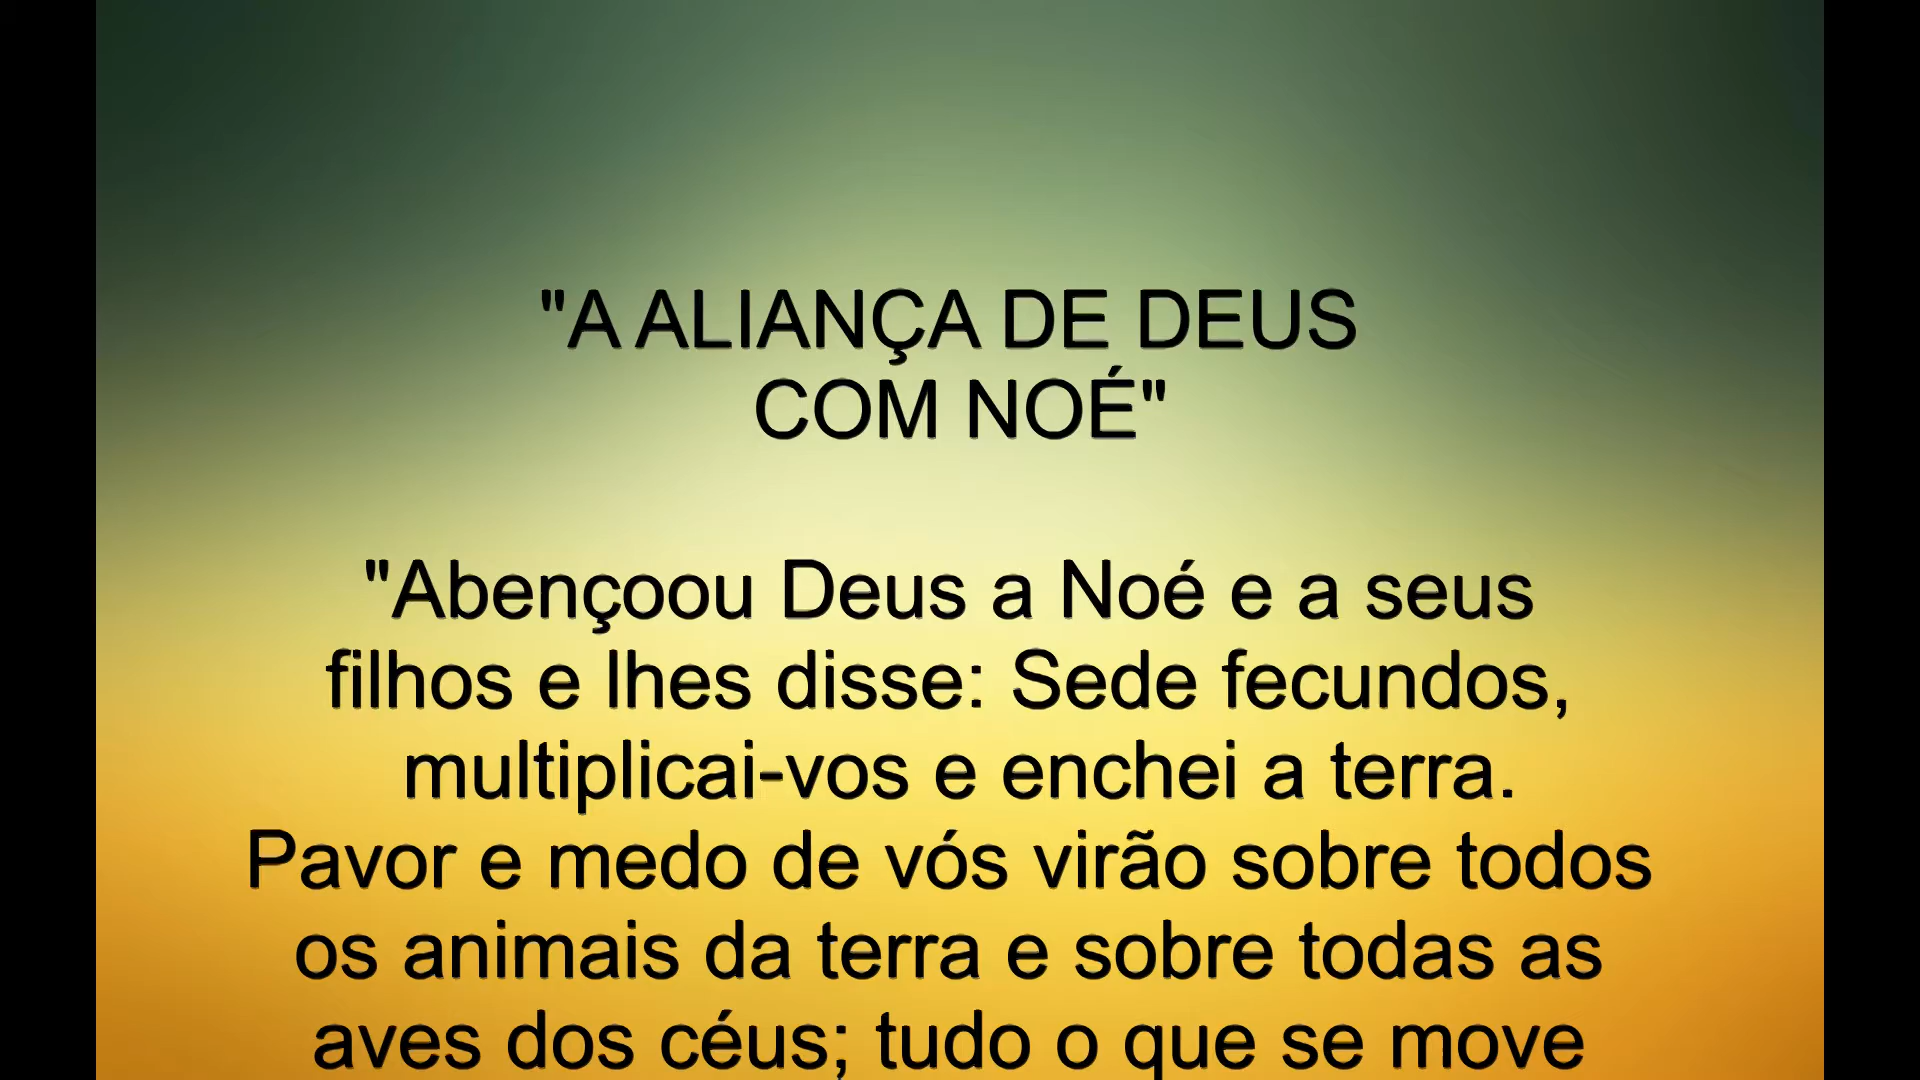 "A ALIANÇA DE DEUS
COM NOÉ"
"Abençoou Deus a Noé e a seus
filhos e lhes disse: Sede fecundos,
multiplicai-vos e enchei a terra.
Pavor e medo de vós virão sobre todos
os animais da terra e sobre todas as
aves dos céus; tudo o que se move